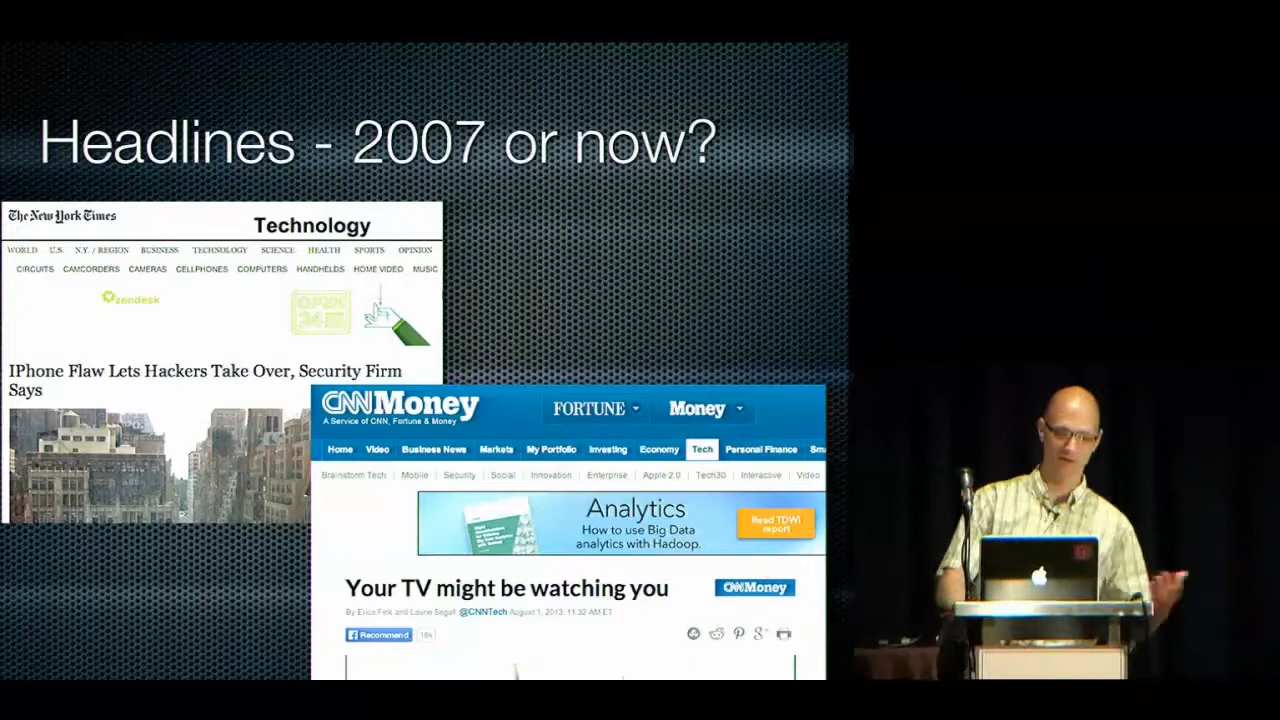 Headlines - 2007 or now?
The New York Times
Technology
WORLD U.S. N.Y. / REGION BUSINESS TECHNOLOGY SCIENCE HEALTH SPORTS OPINION
CIRCUITS CAMCORDERS CAMERAS CELLPHONES COMPUTERS HANDHELDS HOME VIDEO MUSIC
zendesk
OPEN
24
IPhone Flaw Lets Hackers Take Over, Security Firm
Says
CNNMoney
A Service of CNN, Fortune & Money
FORTUNE Money
Home Video Business News Markets My Portfolio Investing Economy Tech Personal Finance Sm
Brainstorm Tech Mobile Security Social Innovation Enterprise Apple 2.0 Tech30 Interactive Video
Analytics
How to use Big Data
analytics with Hadoop.
Read TDWI
report
Your TV might be watching you
CNNMoney
By Erica Fink and Laurie Segall @CNNTech August 1, 2013: 11:32 AM ET
Recommend 16k